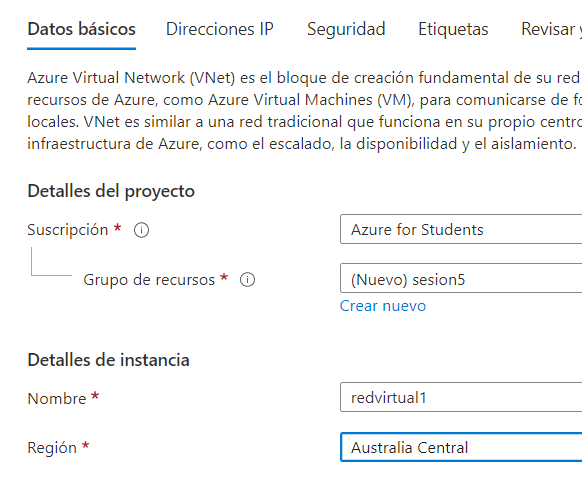 Datos básicos Direcciones IP Seguridad Etiquetas Revisar y
Azure Virtual Network (VNet) es el bloque de creación fundamental de su red
recursos de Azure, como Azure Virtual Machines (VM), para comunicarse de fo
locales. VNet es similar a una red tradicional que funciona en su propio centro
infraestructura de Azure, como el escalado, la disponibilidad y el aislamiento.
Detalles del proyecto
Suscripción * Azure for Students
Grupo de recursos * (Nuevo) sesion5
Crear nuevo
Detalles de instancia
Nombre * redvirtual1
Región * Australia Central